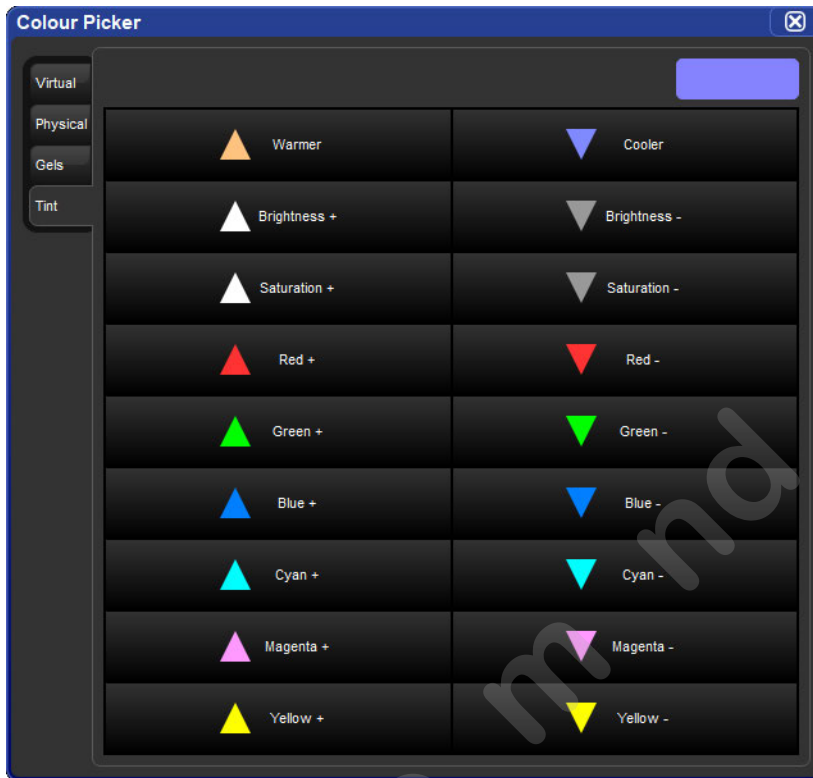 Colour Picker
Virtual
Physical
Gels
Tint
Warmer
Cooler
Brightness +
Brightness -
Saturation +
Saturation -
Red +
Red -
Green +
Green -
Blue +
Blue -
Cyan +
Cyan -
Magenta +
Magenta -
Yellow +
Yellow -